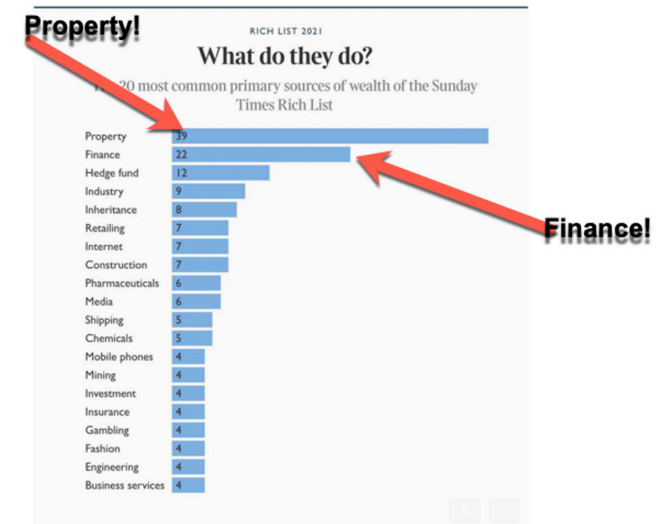 Property!
RICH LIST 2021
What do they do?
20 most common primary sources of wealth of the Sunday
Times Rich List
Property 39
Finance 22
Hedge fund 12
Industry 9
Inheritance 8
Retailing 7
Internet 7
Construction 7
Pharmaceuticals 6
Media 6
Shipping 5
Chemicals 5
Mobile phones 4
Mining 4
Investment 4
Insurance 4
Gambling 4
Fashion 4
Engineering 4
Business services 4
Finance!